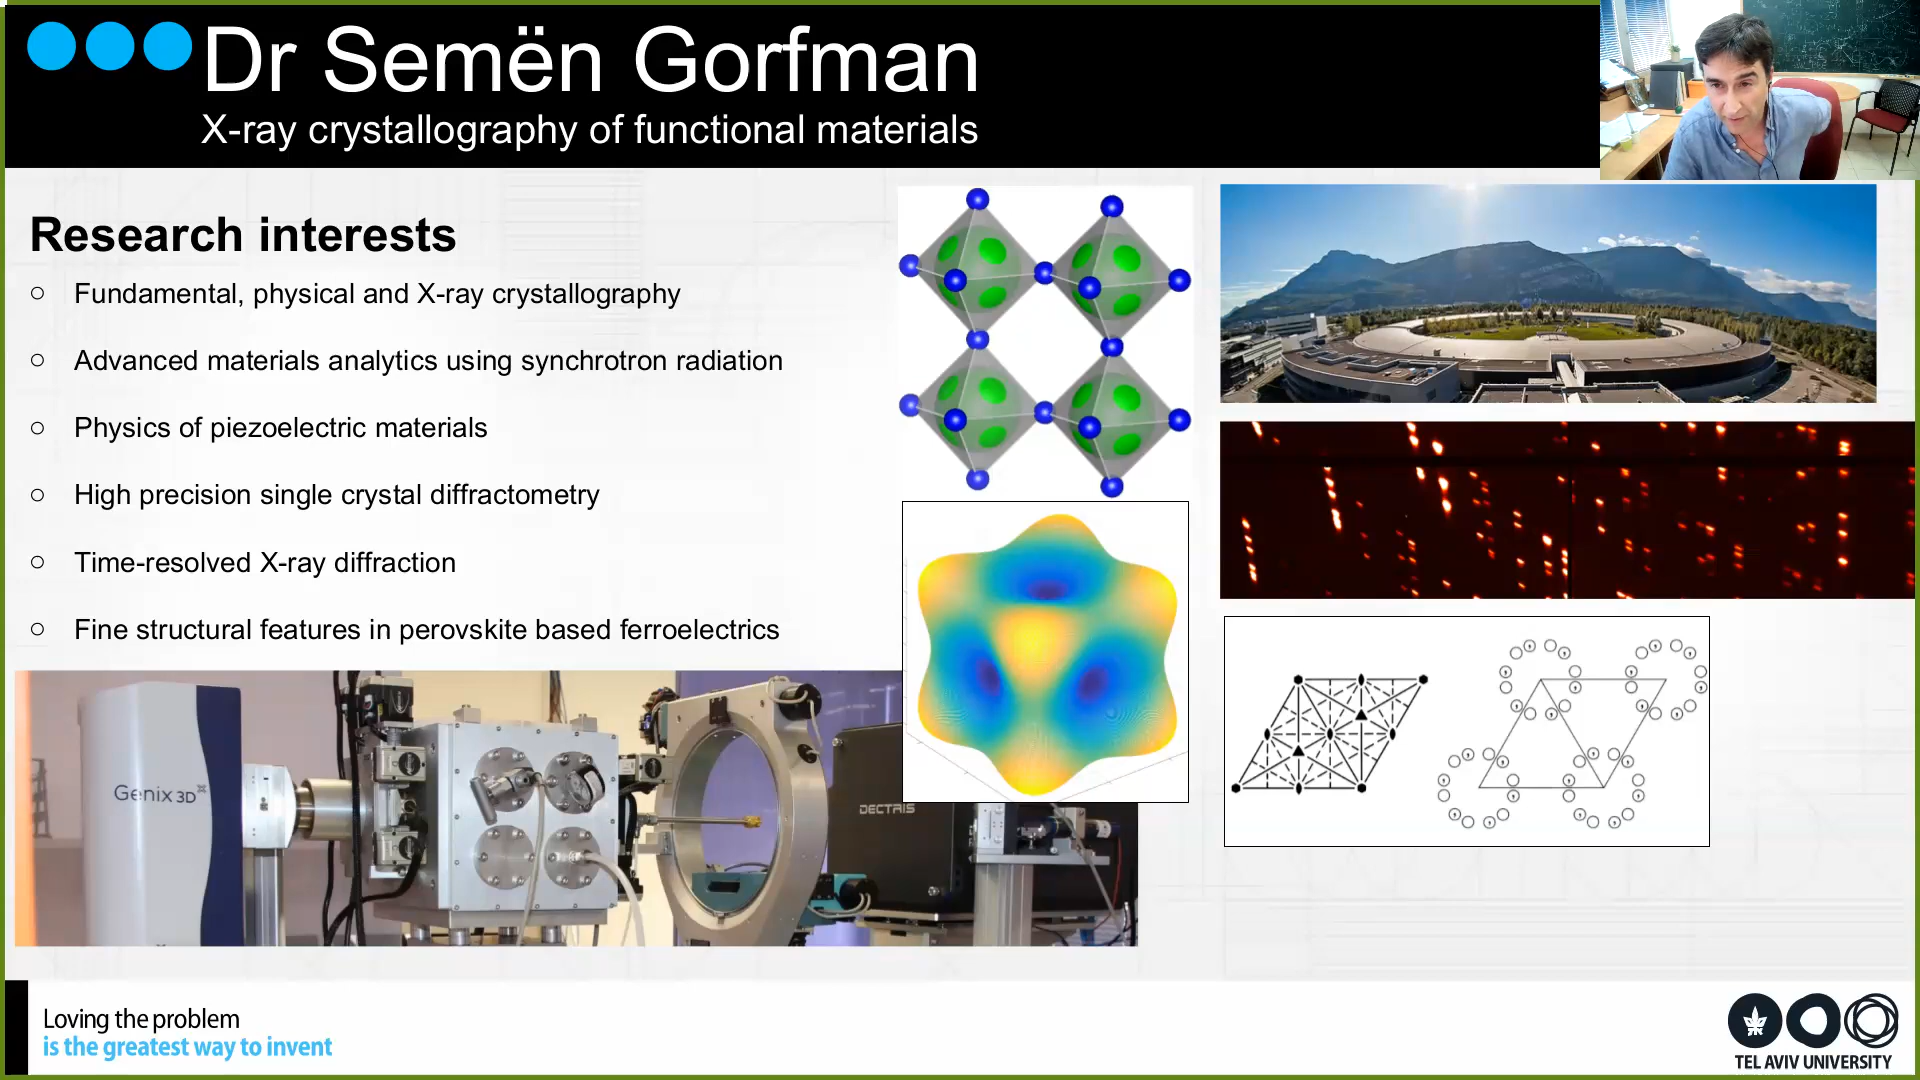 Dr Semën Gorfman
X-ray crystallography of functional materials
Research interests
Fundamental, physical and X-ray crystallography
Advanced materials analytics using synchrotron radiation
Physics of piezoelectric materials
High precision single crystal diffractometry
Time-resolved X-ray diffraction
Fine structural features in perovskite based ferroelectrics
Genix 3D x
DECTRIS
Loving the problem
is the greatest way to invent
TEL AVIV UNIVERSITY